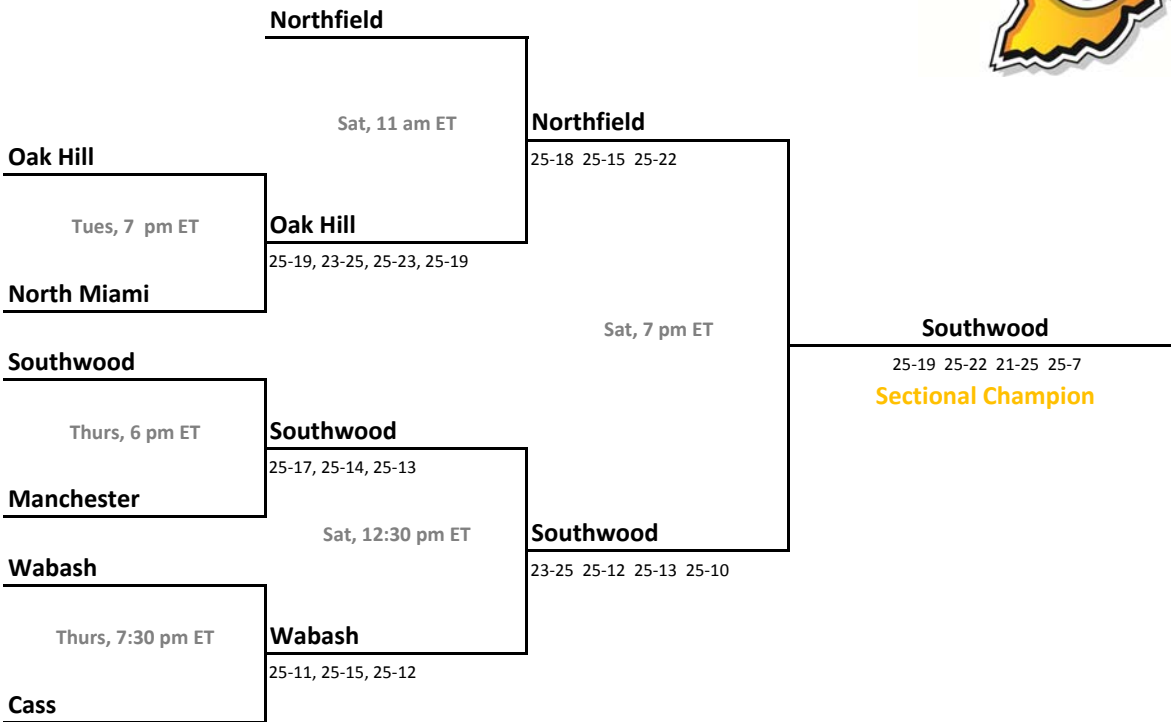 Northfield
Sat, 11 am ET
Northfield
Oak Hill
25-18 25-15 25-22
Tues, 7 pm ET
Oak Hill
25-19, 23-25, 25-23, 25-19
North Miami
Sat, 7 pm ET
Southwood
Southwood
25-19 25-22 21-25 25-7
Sectional Champion
Thurs, 6 pm ET
Southwood
25-17, 25-14, 25-13
Manchester
Sat, 12:30 pm ET
Southwood
Wabash
23-25 25-12 25-13 25-10
Thurs, 7:30 pm ET
Wabash
25-11, 25-15, 25-12
Cass